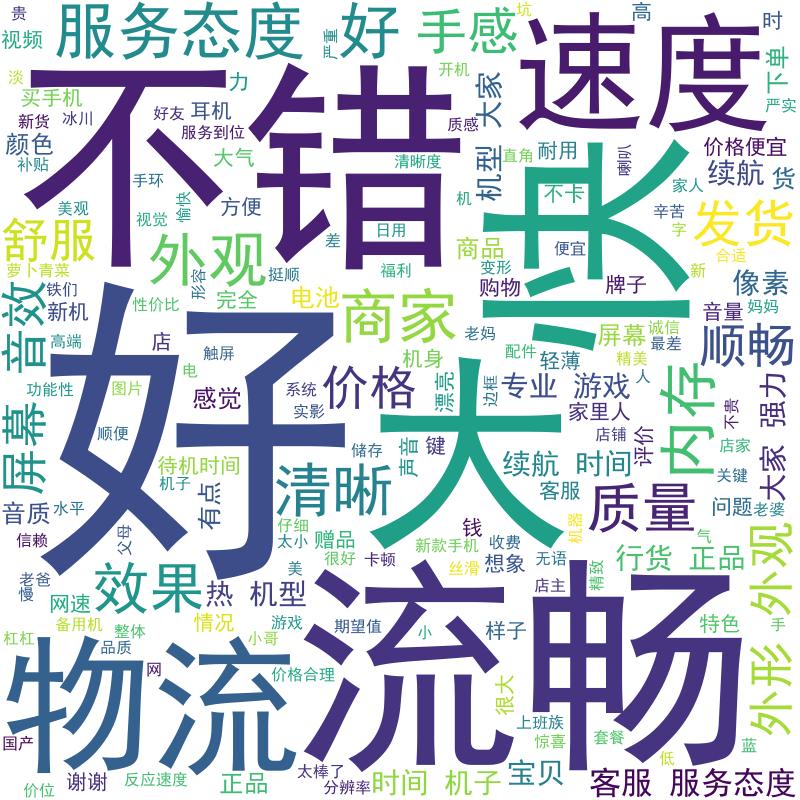 贵
视频
服务态度
严重
好
手感
坑
高
速度
时
下单
严实
淡
买手机
新货
补贴
冰川
好友
服务到位
耳机
力
不错
开机
质感
清晰度
大家
机型
直角
耐用
喇叭
不卡
价格便宜
续航
货
家人
辛苦
字
颜色
大气
手环
美观
视觉
愉快
方便
差
日用
机
快
便宜
发货
合适
舒服
外观
商品
萝卜青菜
铁们
形容
挺顺
福利
变形
购物
牌子
新
像素
音效
新机
性价比
完全
电池
商家
老妈
音量
妈妈
高端
店
触屏
机身
配件
轻薄
屏幕
诚信
最差
精美
顺畅
功能性
图片
电
好
感觉
系统
实影
价格
大
漂亮
边框
专业
游戏
人
家里人
内存
不贵
强力
屏幕
顺便
待机时间
机子
储存
声音
键
续航
时间
店铺
评价
店家
关键
大家
音质
水平
有点
清晰
客服
质量
问题
老婆
信赖
父母
仔细
太小
赠品
钱
新款手机
收费
想象
机器
气
老爸
慢
网速
效果
热
机型
美
很好
卡顿
丝滑
无语
店主
精致
行货
正品
外观
备用机
情况
杠杠
整体
品质
小哥
游戏
期望值
小
样子
特色
手
外形
物流
流畅
网
价格合理
很大
上班族
惊喜
套餐
低
蓝
国产
价位
谢谢
反应速度
正品
太棒了
分辨率
时间
机子
宝贝
客服
服务态度